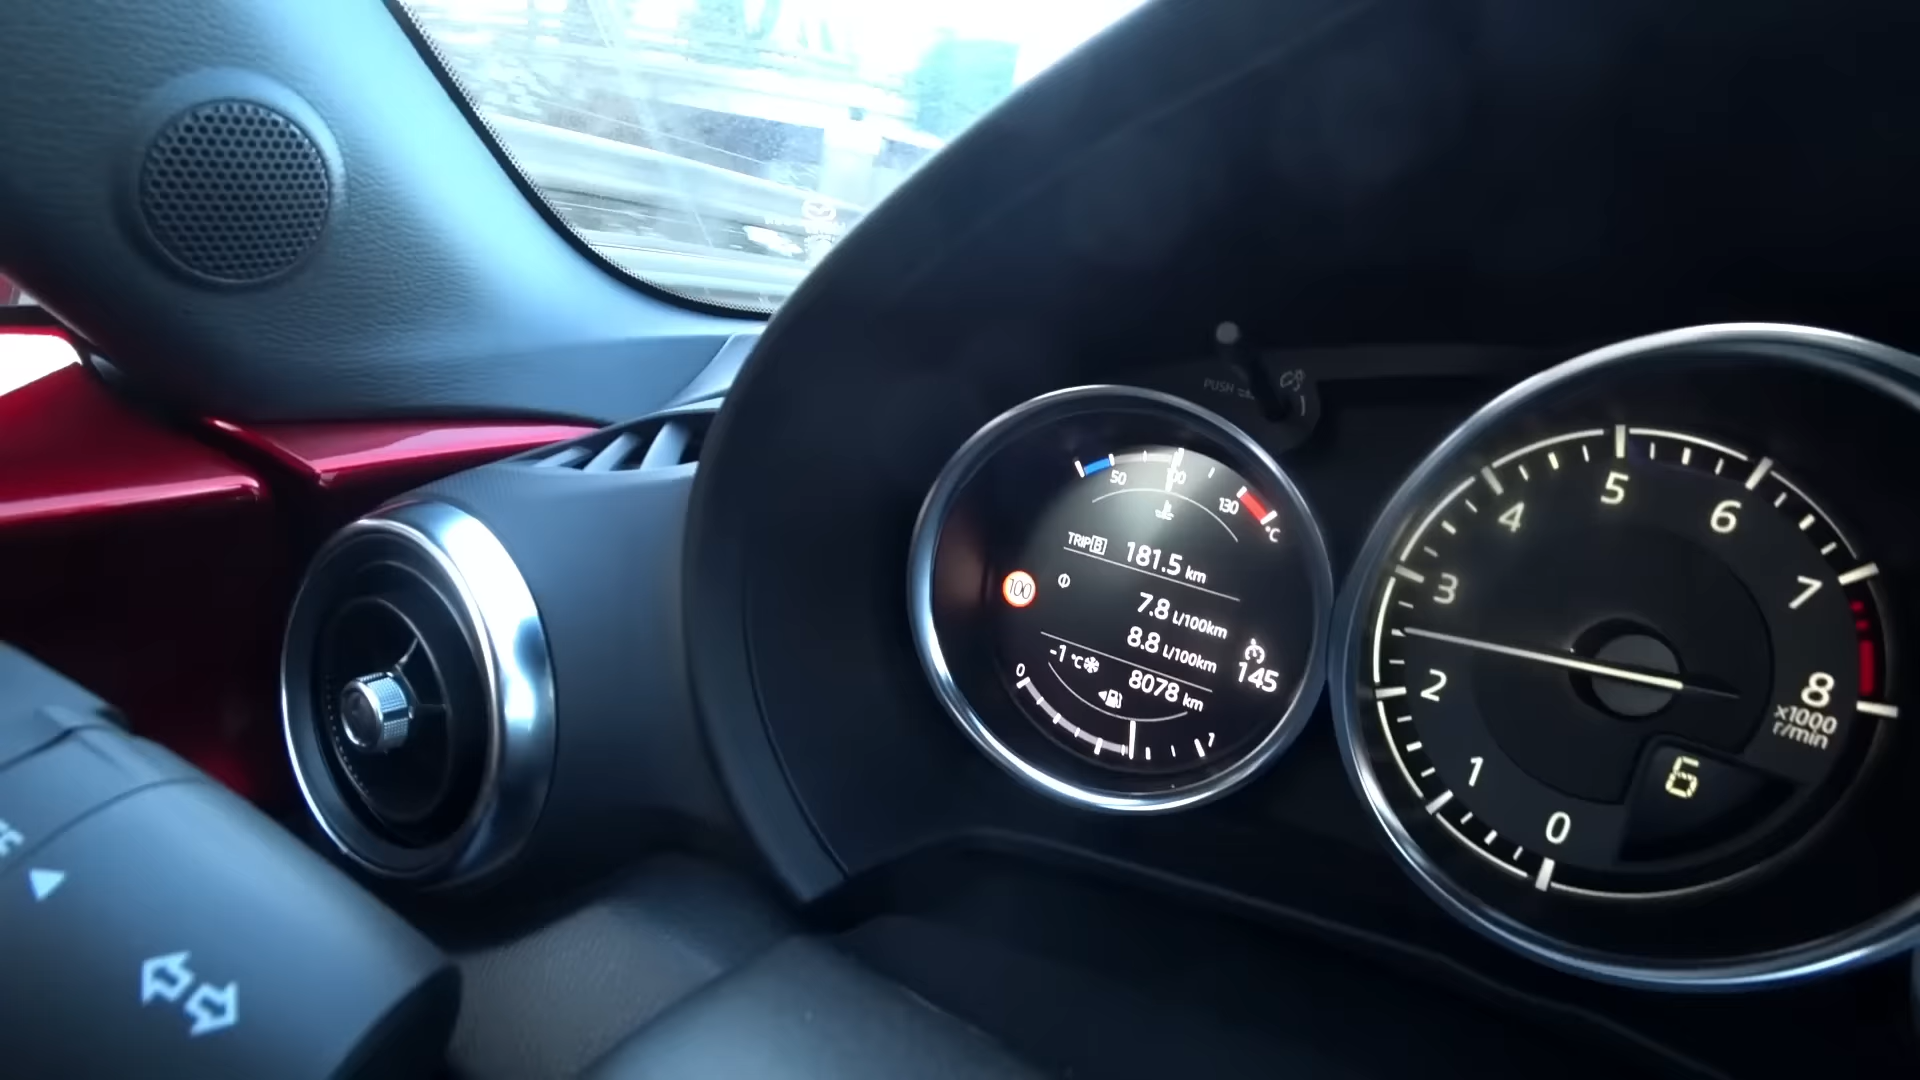 PUSH
50
100
130
°C
TRIP B 181.5 km
100
7.8 L/100km
8.8 L/100km
145
-1 °C
8078 km
0
1
0
1
2
3
4
5
6
7
8
x1000
r/min
6